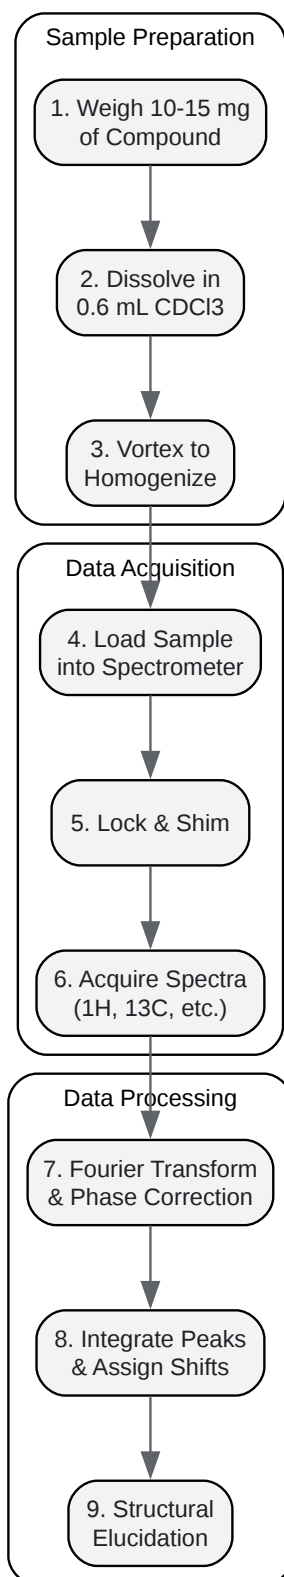 Sample Preparation
1. Weigh 10-15 mg
of Compound
2. Dissolve in
0.6 mL CDCl3
3. Vortex to
Homogenize
Data Acquisition
4. Load Sample
into Spectrometer
5. Lock & Shim
6. Acquire Spectra
(1H, 13C, etc.)
Data Processing
7. Fourier Transform
& Phase Correction
8. Integrate Peaks
& Assign Shifts
9. Structural
Elucidation